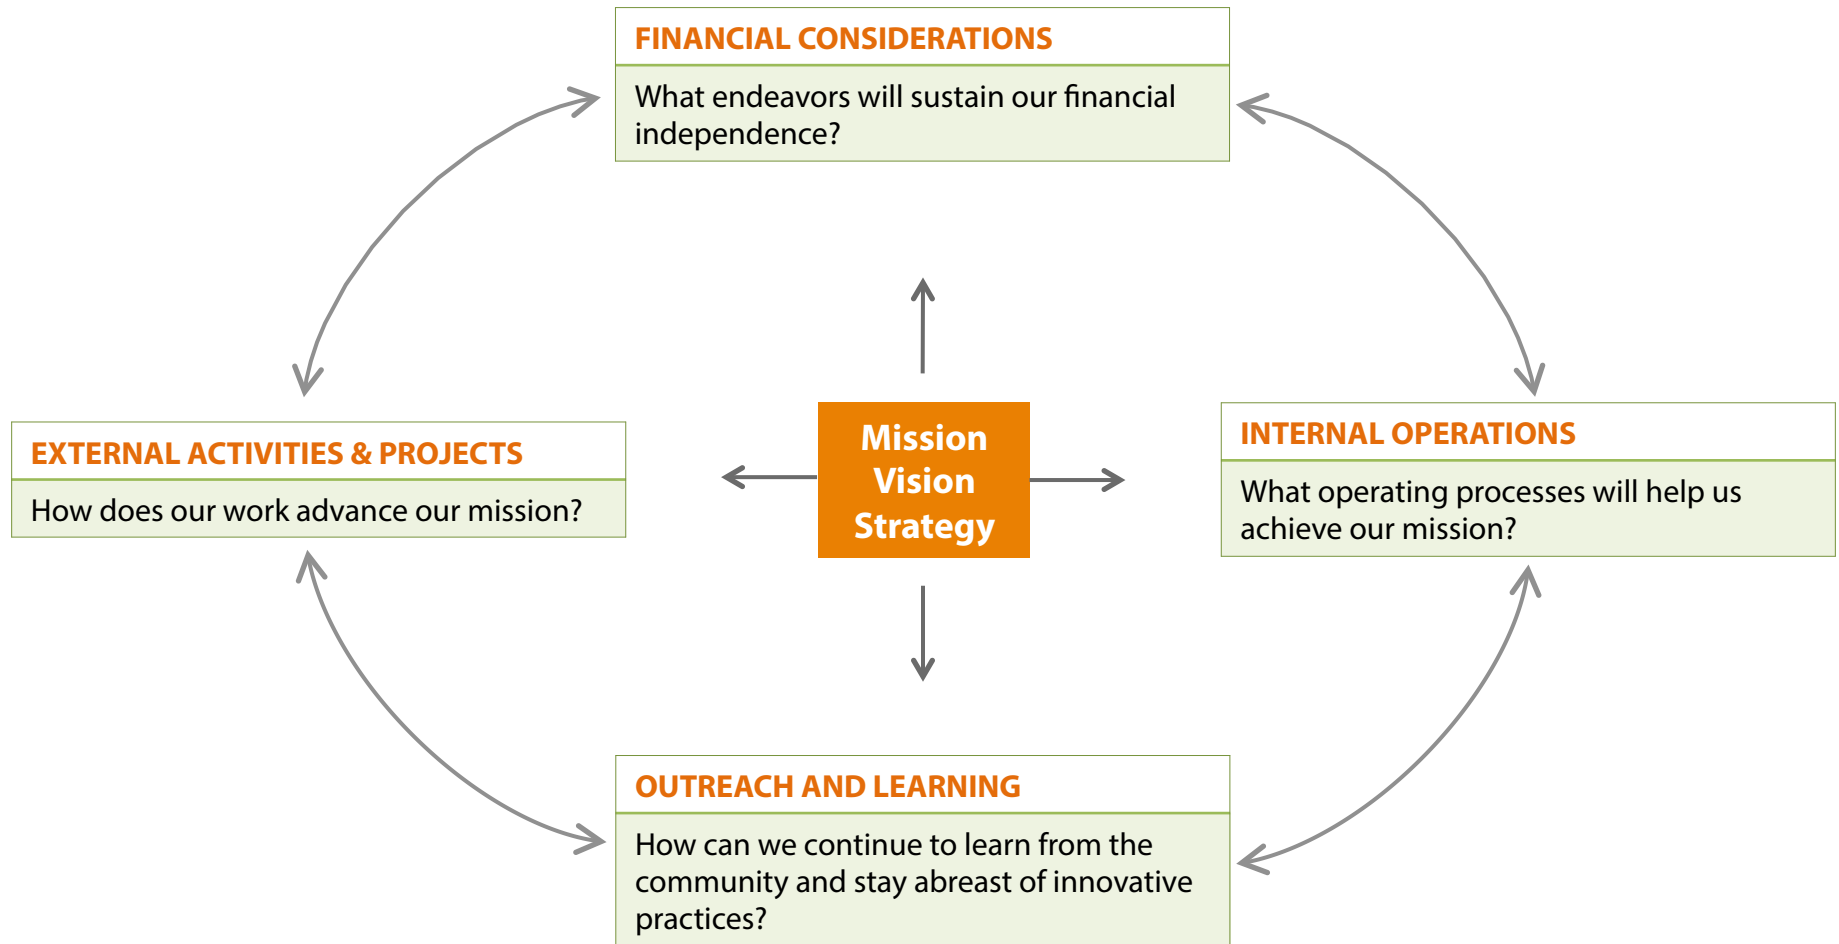 FINANCIAL CONSIDERATIONS
What endeavors will sustain our financial
independence?
EXTERNAL ACTIVITIES & PROJECTS
How does our work advance our mission?
Mission
Vision
Strategy
INTERNAL OPERATIONS
What operating processes will help us
achieve our mission?
OUTREACH AND LEARNING
How can we continue to learn from the
community and stay abreast of innovative
practices?